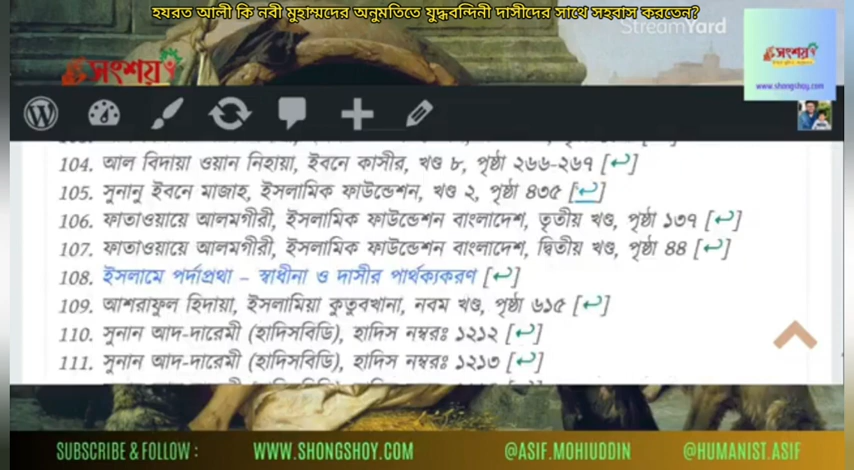 হযরত আলী কি নবী মুহাম্মদের অনুমতিতে যুদ্ধবন্দিনী দাসীদের সাথে সহবাস করতেন?
StreamYard
সংশয়
সংশয়
www.shongshoy.com
104. আল বিদায়া ওয়ান নিহায়া, ইবনে কাসীর, খণ্ড ৮, পৃষ্ঠা ২৬৬-২৬৭ [↩]
105. সুনানু ইবনে মাজাহ, ইসলামিক ফাউন্ডেশন, খণ্ড ২, পৃষ্ঠা ৪৩৫ [↩]
106. ফাতাওয়ায়ে আলমগীরী, ইসলামিক ফাউন্ডেশন বাংলাদেশ, তৃতীয় খণ্ড, পৃষ্ঠা ১৩৭ [↩]
107. ফাতাওয়ায়ে আলমগীরী, ইসলামিক ফাউন্ডেশন বাংলাদেশ, দ্বিতীয় খণ্ড, পৃষ্ঠা ৪৪ [↩]
108. ইসলামে পর্দাপ্রথা – স্বাধীনা ও দাসীর পার্থক্যকরণ [↩]
109. আশরাফুল হিদায়া, ইসলামিয়া কুতুবখানা, নবম খণ্ড, পৃষ্ঠা ৬১৫ [↩]
110. সুনান আদ-দারেমী (হাদিসবিডি), হাদিস নম্বরঃ ১২১২ [↩]
111. সুনান আদ-দারেমী (হাদিসবিডি), হাদিস নম্বরঃ ১২১৩ [↩]
SUBSCRIBE & FOLLOW : WWW.SHONGSHOY.COM @ASIF.MOHIUDDIN @HUMANIST.ASIF